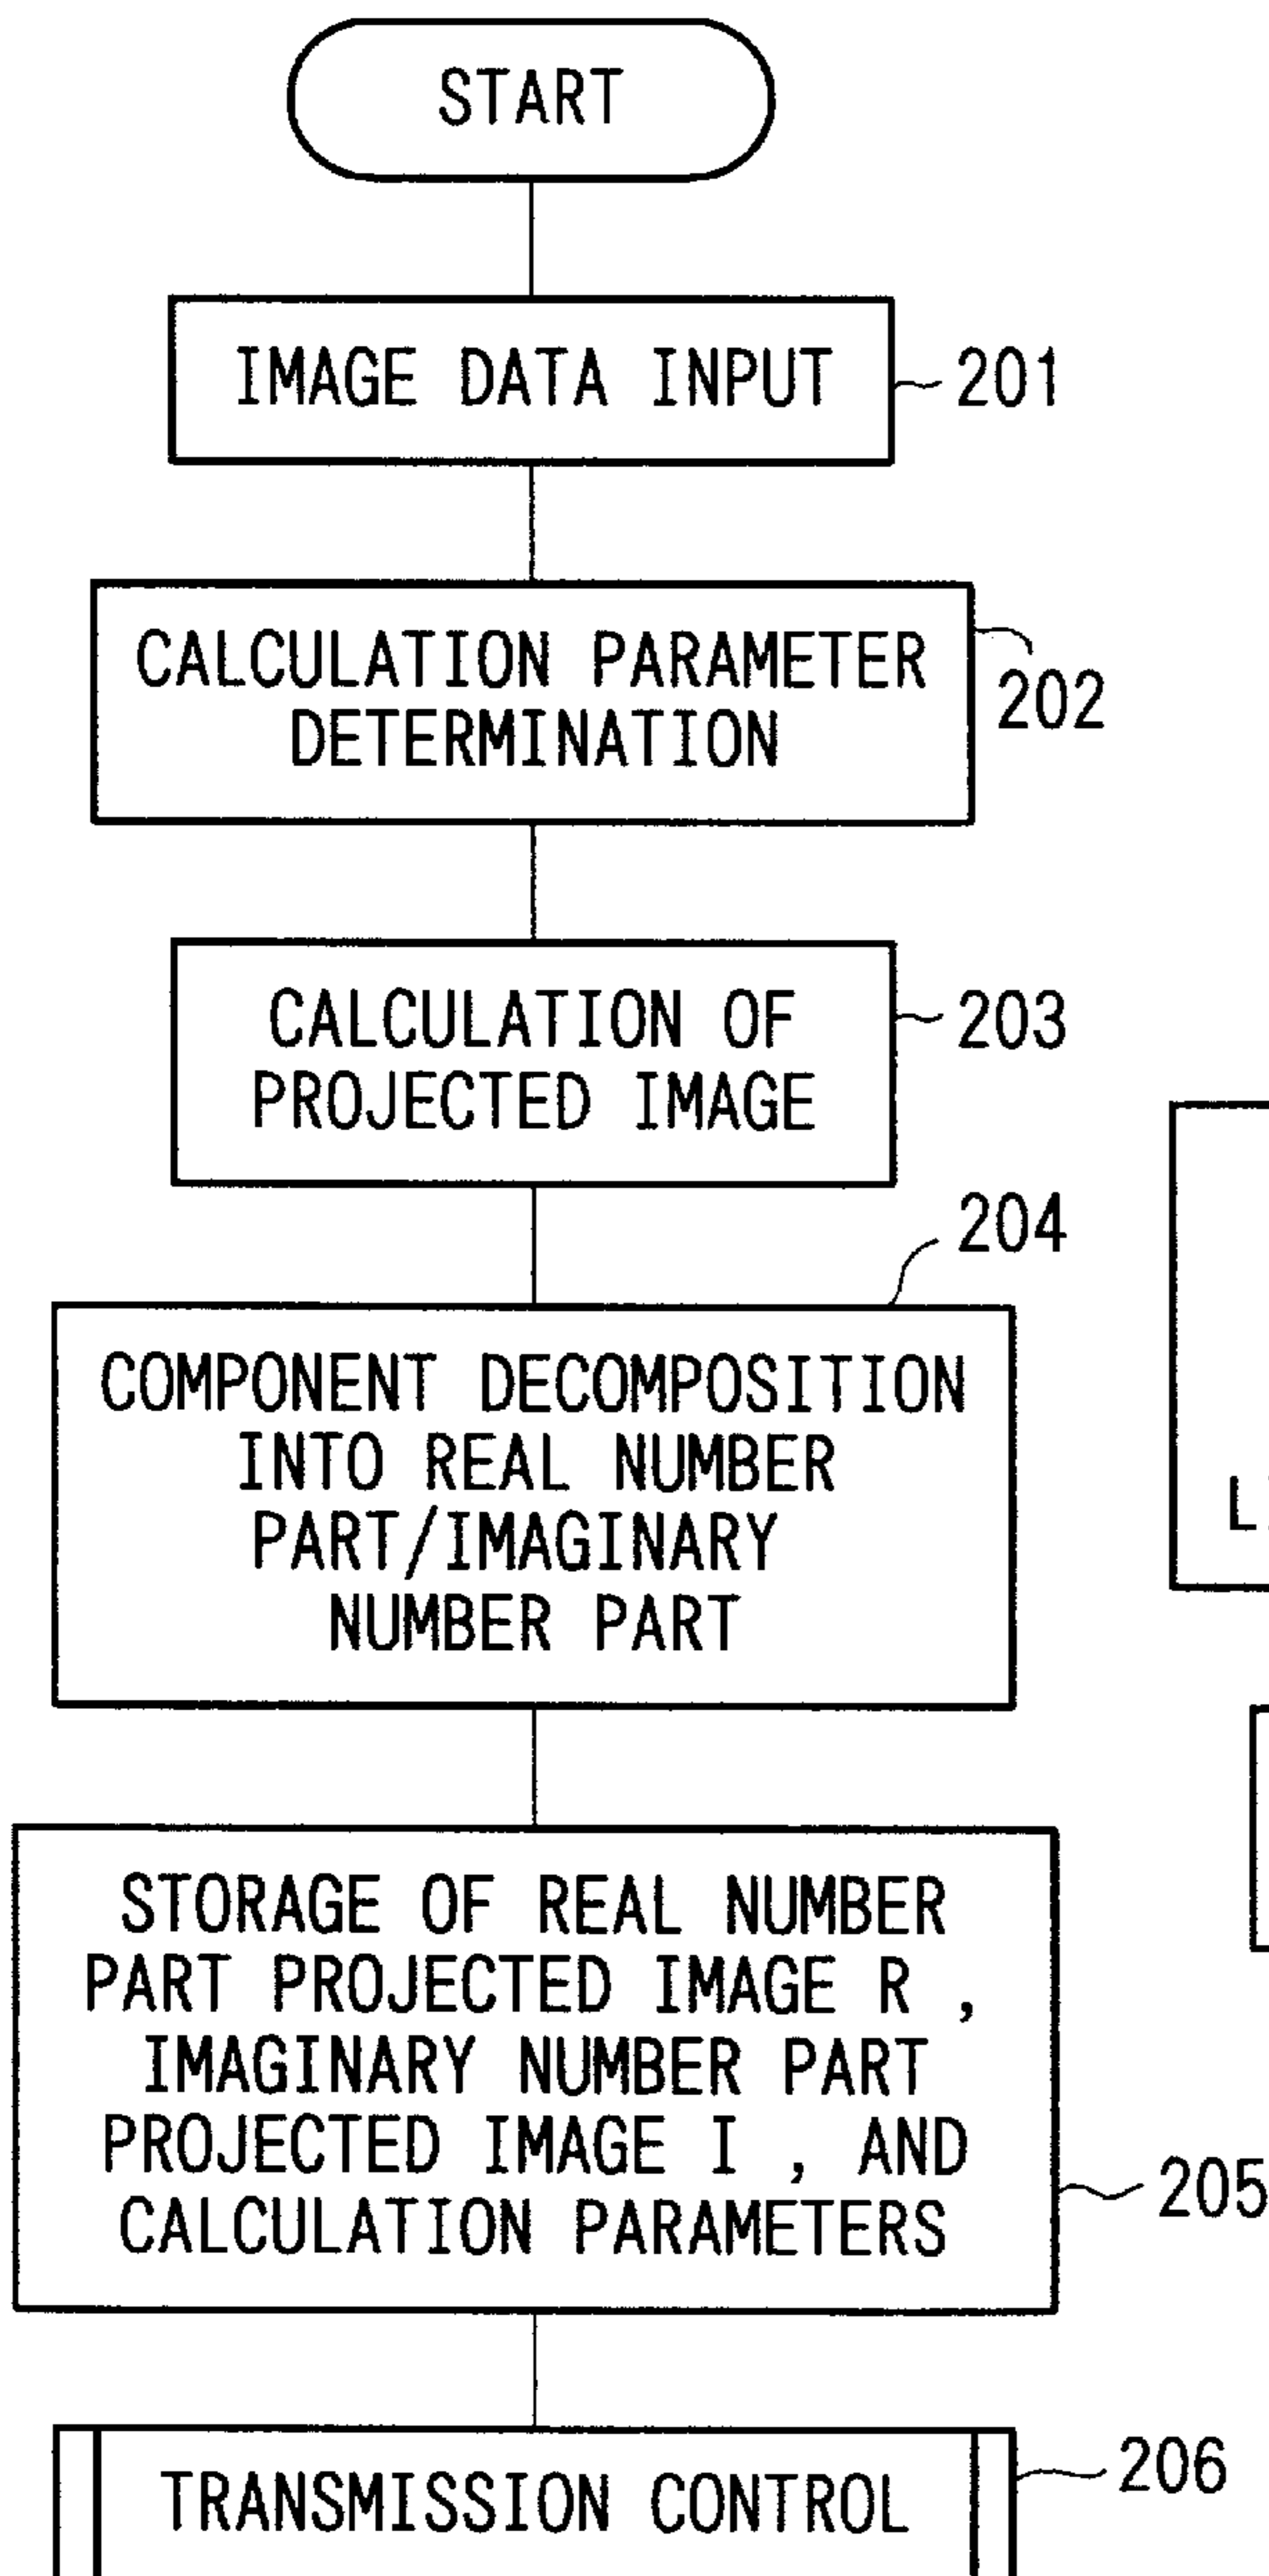 START
IMAGE DATA INPUT
201
CALCULATION PARAMETER
DETERMINATION
202
CALCULATION OF
PROJECTED IMAGE
203
204
COMPONENT DECOMPOSITION
INTO REAL NUMBER
PART/IMAGINARY
NUMBER PART
STORAGE OF REAL NUMBER
PART PROJECTED IMAGE R ,
IMAGINARY NUMBER PART
PROJECTED IMAGE I , AND
CALCULATION PARAMETERS
205
TRANSMISSION CONTROL
206